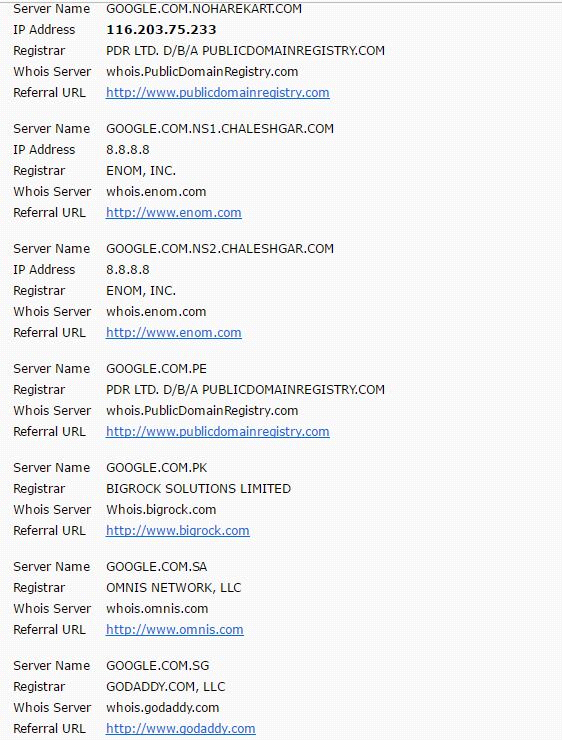 Server Name GOOGLE.COM.NOHAREKART.COM
IP Address 116.203.75.233
Registrar PDR LTD. D/B/A PUBLICDOMAINREGISTRY.COM
Whois Server whois.PublicDomainRegistry.com
Referral URL http://www.publicdomainregistry.com
Server Name GOOGLE.COM.NS1.CHALESHGAR.COM
IP Address 8.8.8.8
Registrar ENOM, INC.
Whois Server whois.enom.com
Referral URL http://www.enom.com
Server Name GOOGLE.COM.NS2.CHALESHGAR.COM
IP Address 8.8.8.8
Registrar ENOM, INC.
Whois Server whois.enom.com
Referral URL http://www.enom.com
Server Name GOOGLE.COM.PE
Registrar PDR LTD. D/B/A PUBLICDOMAINREGISTRY.COM
Whois Server whois.PublicDomainRegistry.com
Referral URL http://www.publicdomainregistry.com
Server Name GOOGLE.COM.PK
Registrar BIGROCK SOLUTIONS LIMITED
Whois Server Whois.bigrock.com
Referral URL http://www.bigrock.com
Server Name GOOGLE.COM.SA
Registrar OMNIS NETWORK, LLC
Whois Server whois.omnis.com
Referral URL http://www.omnis.com
Server Name GOOGLE.COM.SG
Registrar GODADDY.COM, LLC
Whois Server whois.godaddy.com
Referral URL http://www.godaddy.com